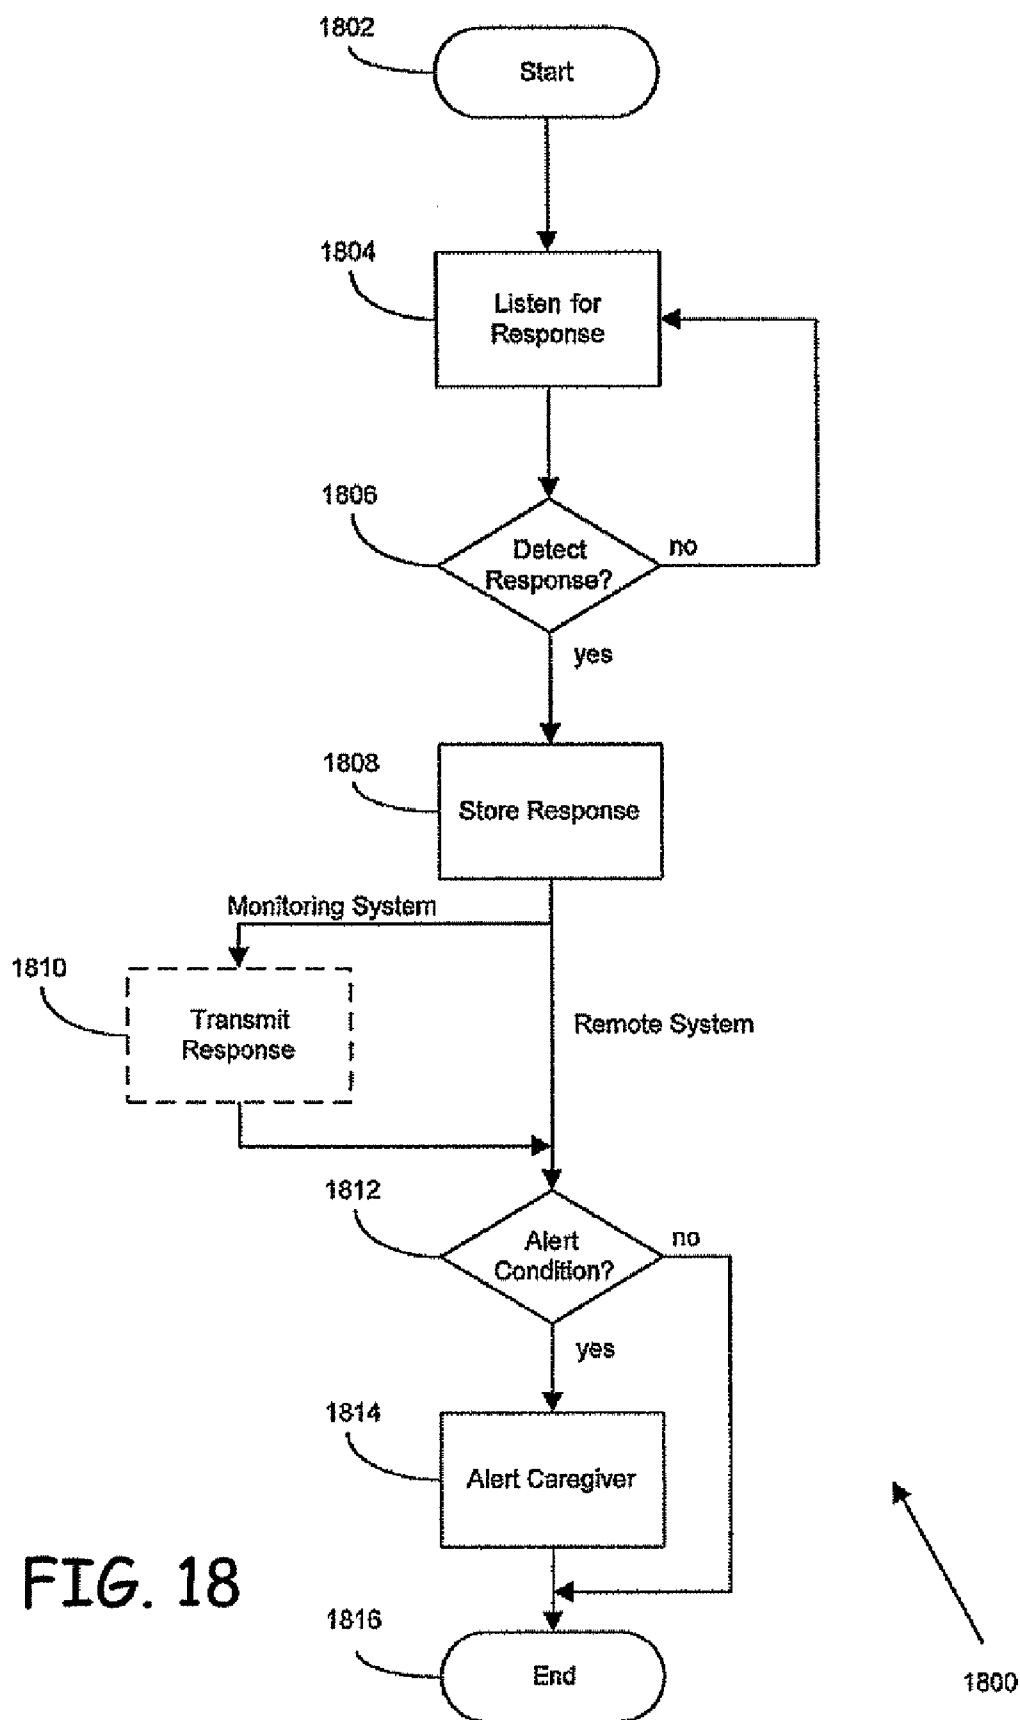 1802
Start
1804
Listen for
Response
1806
Detect
Response?
no
yes
1808
Store Response
Monitoring System
1810
Transmit
Response
Remote System
1812
Alert
Condition?
no
yes
1814
Alert Caregiver
FIG. 18
1816
End
1800